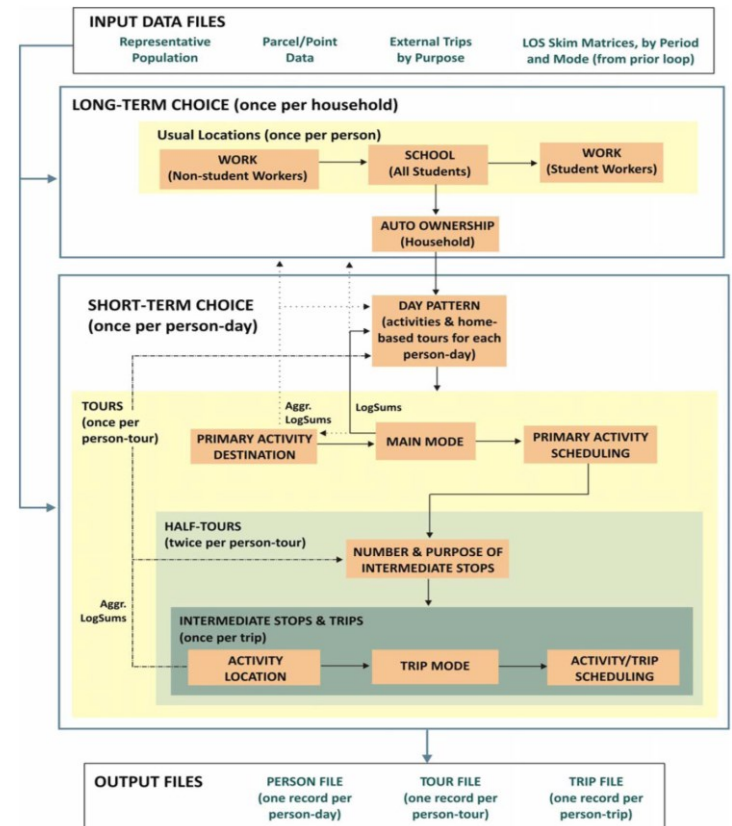 INPUT DATA FILES
Representative
Population
Parcel/Point
Data
External Trips
by Purpose
LOS Skim Matrices, by Period
and Mode (from prior loop)
LONG-TERM CHOICE (once per household)
Usual Locations (once per person)
WORK
(Non-student Workers)
SCHOOL
(All Students)
WORK
(Student Workers)
AUTO OWNERSHIP
(Household)
SHORT-TERM CHOICE
(once per person-day)
DAY PATTERN
(activities & home-
based tours for each
person-day)
TOURS
(once per
person-tour)
Aggr.
LogSums
LogSums
PRIMARY ACTIVITY
DESTINATION
MAIN MODE
PRIMARY ACTIVITY
SCHEDULING
HALF-TOURS
(twice per person-tour)
NUMBER & PURPOSE OF
INTERMEDIATE STOPS
Aggr.
LogSums
INTERMEDIATE STOPS & TRIPS
(once per trip)
ACTIVITY
LOCATION
TRIP MODE
ACTIVITY/TRIP
SCHEDULING
OUTPUT FILES
PERSON FILE
(one record per
person-day)
TOUR FILE
(one record per
person-tour)
TRIP FILE
(one record per
person-trip)